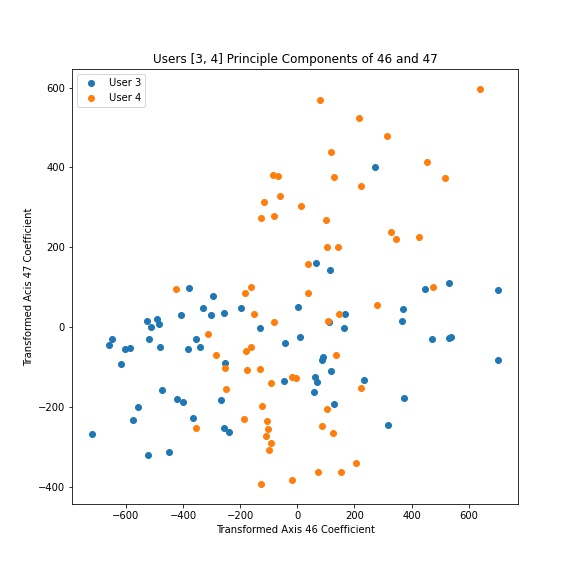 Users [3, 4] Principle Components of 46 and 47
User 3
User 4
600
400
200
0
−200
−400
Transformed Acis 47 Coefficient
−600
−400
−200
0
200
400
600
Transformed Axis 46 Coefficient